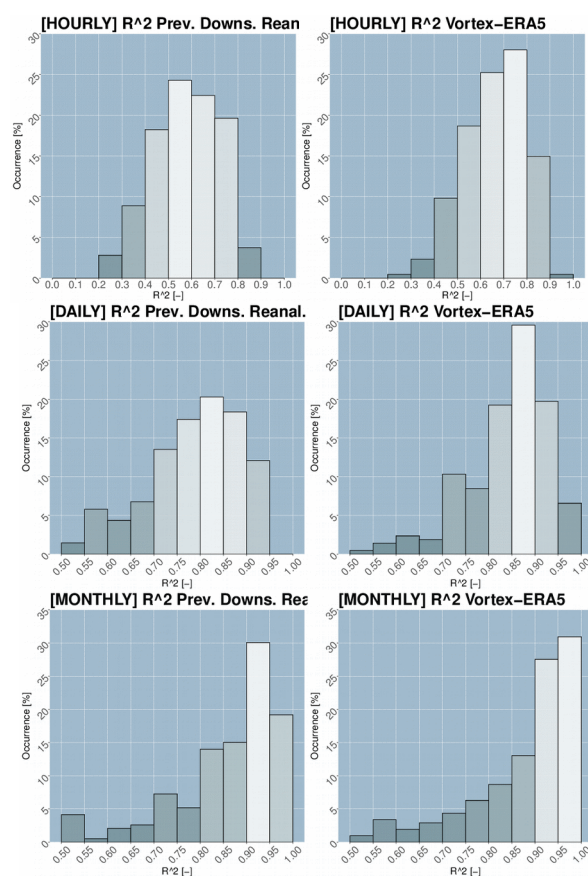 [HOURLY] R^2 Prev. Downs. Rean
30
25
20
15
10
5
0
Occurrence [%]
0.0 0.1 0.2 0.3 0.4 0.5 0.6 0.7 0.8 0.9 1.0
R^2 [-]
[HOURLY] R^2 Vortex-ERA5
30
25
20
15
10
5
0
Occurrence [%]
0.0 0.1 0.2 0.3 0.4 0.5 0.6 0.7 0.8 0.9 1.0
R^2 [-]
[DAILY] R^2 Prev. Downs. Reanal.
30
25
20
15
10
5
0
Occurrence [%]
0.50 0.55 0.60 0.65 0.70 0.75 0.80 0.85 0.90 0.95 1.00
R^2 [-]
[DAILY] R^2 Vortex-ERA5
30
25
20
15
10
5
0
Occurrence [%]
0.50 0.55 0.60 0.65 0.70 0.75 0.80 0.85 0.90 0.95 1.00
R^2 [-]
[MONTHLY] R^2 Prev. Downs. Rea
35
30
25
20
15
10
5
0
Occurrence [%]
0.50 0.55 0.60 0.65 0.70 0.75 0.80 0.85 0.90 0.95 1.00
R^2 [-]
[MONTHLY] R^2 Vortex-ERA5
35
30
25
20
15
10
5
0
Occurrence [%]
0.50 0.55 0.60 0.65 0.70 0.75 0.80 0.85 0.90 0.95 1.00
R^2 [-]